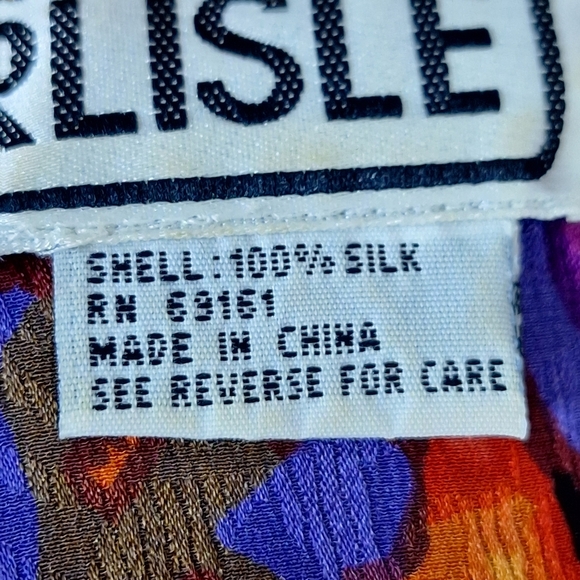 RLISLE
SHELL: 100% SILK
RN 69161
MADE IN CHINA
SEE REVERSE FOR CARE